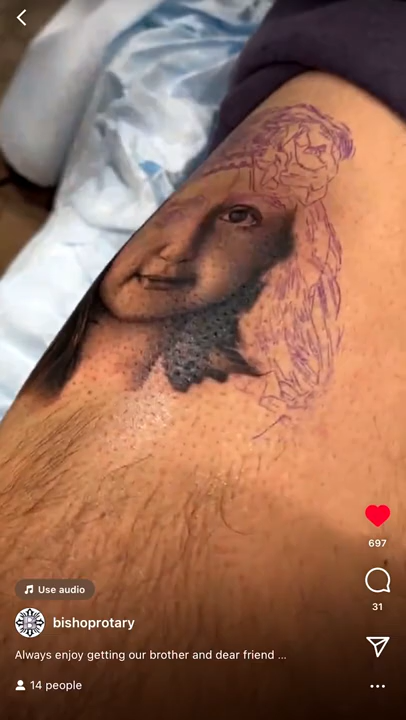 Use audio
bishoprotary
Always enjoy getting our brother and dear friend ...
14 people
697
31